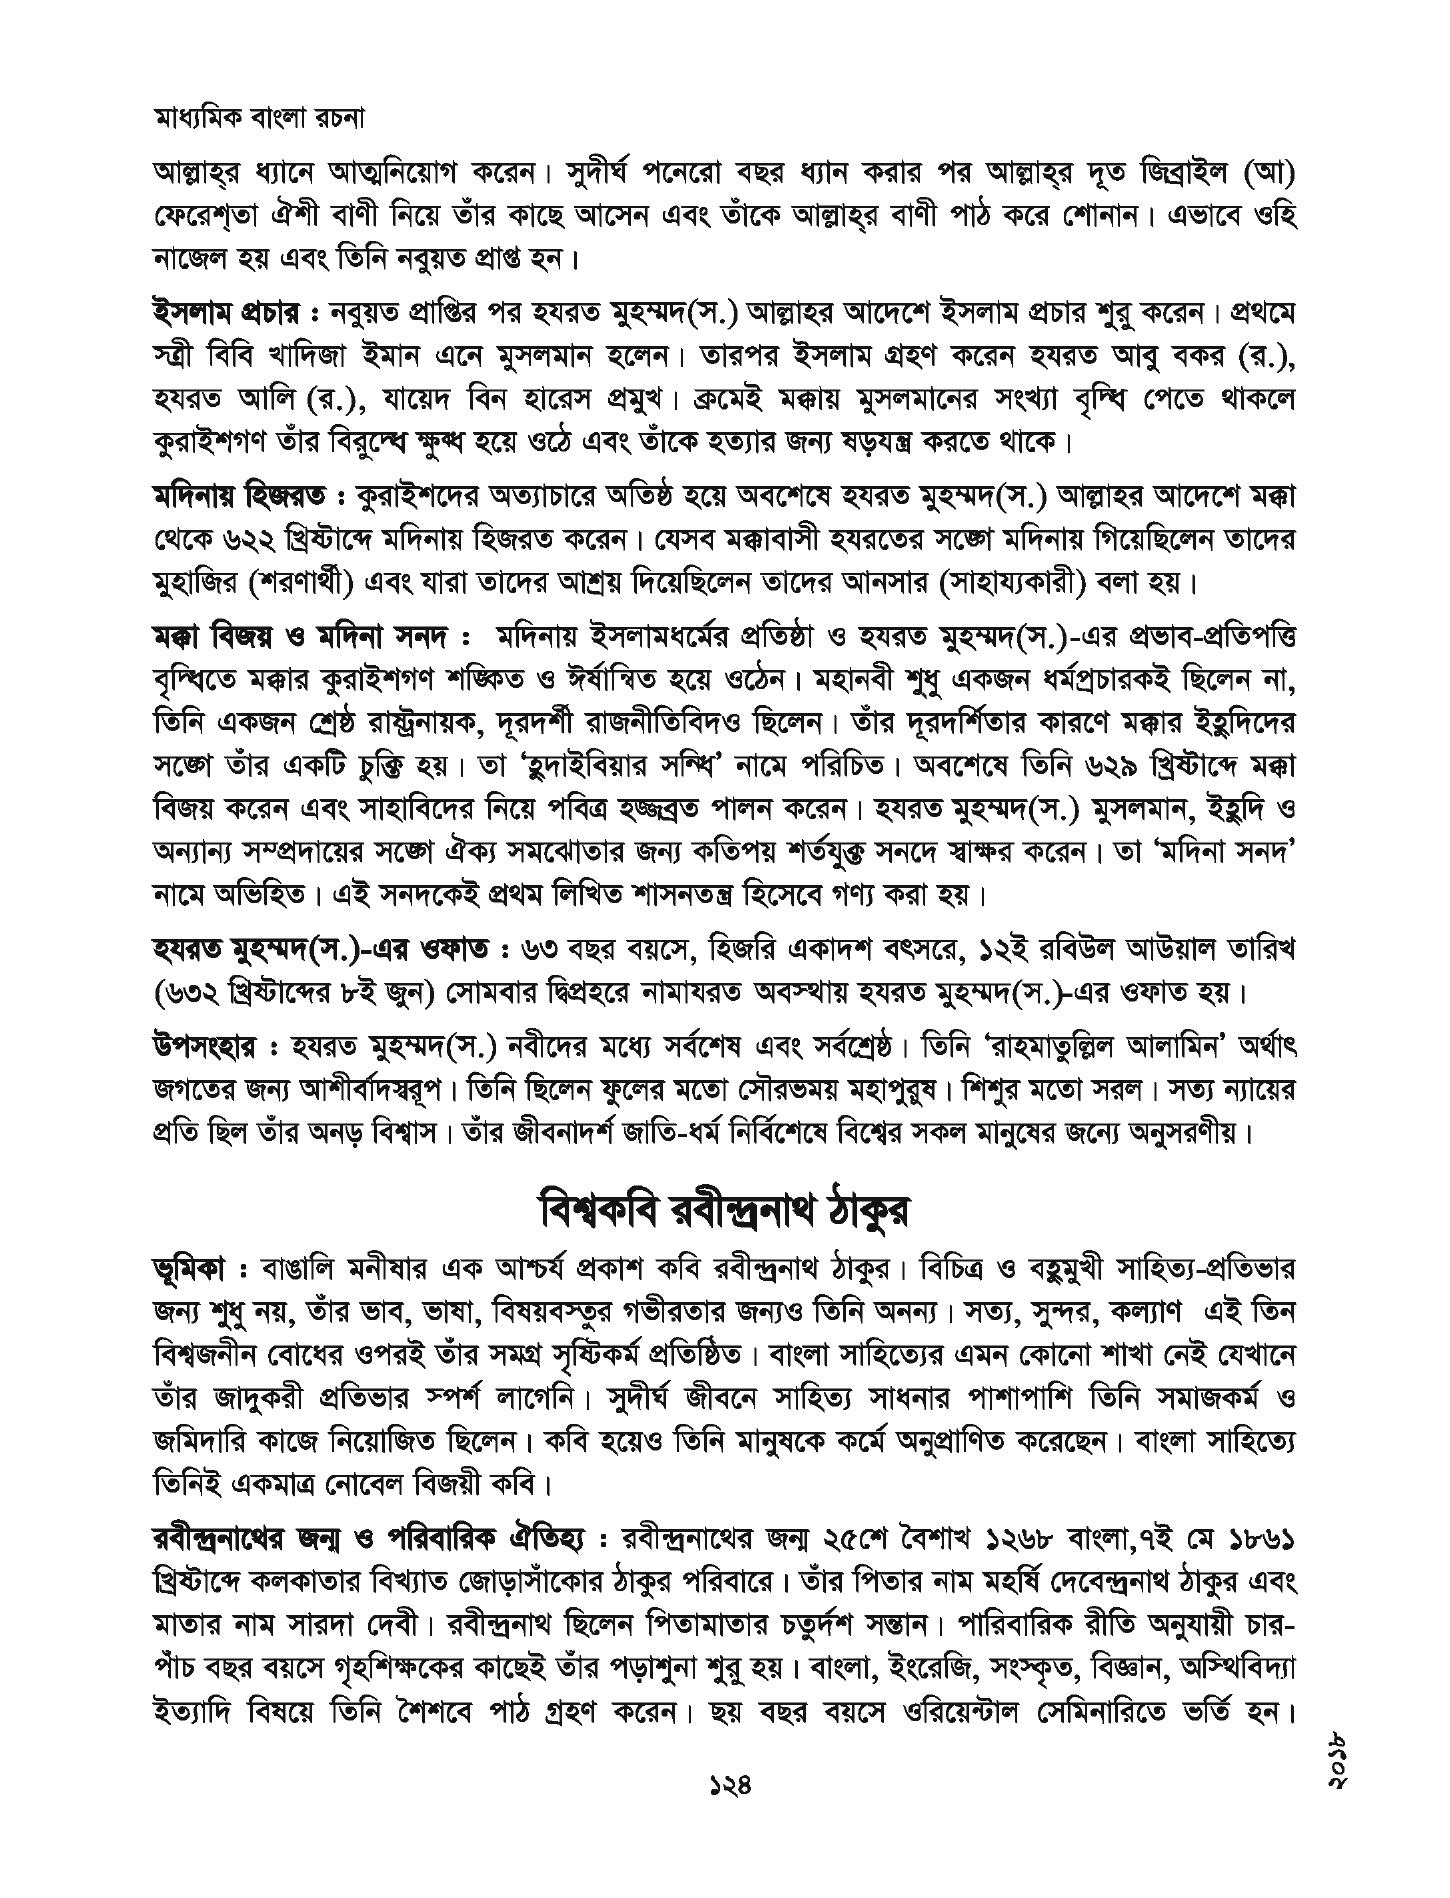 মাধ্যমিক বাংলা রচনা
আল্লাহ্‌র ধ্যানে আত্মনিয়োগ করেন। সুদীর্ঘ পনেরো বছর ধ্যান করার পর আল্লাহ্‌র দূত জিব্রাইল (আ)
ফেরেশ্‌তা ঐশী বাণী নিয়ে তাঁর কাছে আসেন এবং তাঁকে আল্লাহ্‌র বাণী পাঠ করে শোনান। এভাবে ওহি
নাজেল হয় এবং তিনি নবুয়ত প্রাপ্ত হন।
ইসলাম প্রচার : নবুয়ত প্রাপ্তির পর হযরত মুহম্মদ(স.) আল্লাহর আদেশে ইসলাম প্রচার শুরু করেন। প্রথমে
স্ত্রী বিবি খাদিজা ইমান এনে মুসলমান হলেন। তারপর ইসলাম গ্রহণ করেন হযরত আবু বকর (র.),
হযরত আলি (র.), যায়েদ বিন হারেস প্রমুখ। ক্রমেই মক্কায় মুসলমানের সংখ্যা বৃদ্ধি পেতে থাকলে
কুরাইশগণ তাঁর বিরুদ্ধে ক্ষুব্ধ হয়ে ওঠে এবং তাঁকে হত্যার জন্য ষড়যন্ত্র করতে থাকে।
মদিনায় হিজরত : কুরাইশদের অত্যাচারে অতিষ্ঠ হয়ে অবশেষে হযরত মুহম্মদ(স.) আল্লাহর আদেশে মক্কা
থেকে ৬২২ খ্রিষ্টাব্দে মদিনায় হিজরত করেন। যেসব মক্কাবাসী হযরতের সঙ্গে মদিনায় গিয়েছিলেন তাদের
মুহাজির (শরণার্থী) এবং যারা তাদের আশ্রয় দিয়েছিলেন তাদের আনসার (সাহায্যকারী) বলা হয়।
মক্কা বিজয় ও মদিনা সনদ : মদিনায় ইসলামধর্মের প্রতিষ্ঠা ও হযরত মুহম্মদ(স.)-এর প্রভাব-প্রতিপত্তি
বৃদ্ধিতে মক্কার কুরাইশগণ শঙ্কিত ও ঈর্ষান্বিত হয়ে ওঠেন। মহানবী শুধু একজন ধর্মপ্রচারকই ছিলেন না,
তিনি একজন শ্রেষ্ঠ রাষ্ট্রনায়ক, দূরদর্শী রাজনীতিবিদও ছিলেন। তাঁর দূরদর্শিতার কারণে মক্কার ইহুদিদের
সঙ্গে তাঁর একটি চুক্তি হয়। তা ‘হুদাইবিয়ার সন্ধি’ নামে পরিচিত। অবশেষে তিনি ৬২৯ খ্রিষ্টাব্দে মক্কা
বিজয় করেন এবং সাহাবিদের নিয়ে পবিত্র হজ্জব্রত পালন করেন। হযরত মুহম্মদ(স.) মুসলমান, ইহুদি ও
অন্যান্য সম্প্রদায়ের সঙ্গে ঐক্য সমঝোতার জন্য কতিপয় শর্তযুক্ত সনদে স্বাক্ষর করেন। তা ‘মদিনা সনদ’
নামে অভিহিত। এই সনদকেই প্রথম লিখিত শাসনতন্ত্র হিসেবে গণ্য করা হয়।
হযরত মুহম্মদ(স.)-এর ওফাত : ৬৩ বছর বয়সে, হিজরি একাদশ বৎসরে, ১২ই রবিউল আউয়াল তারিখ
(৬৩২ খ্রিষ্টাব্দের ৮ই জুন) সোমবার দ্বিপ্রহরে নামাযরত অবস্থায় হযরত মুহম্মদ(স.)-এর ওফাত হয়।
উপসংহার : হযরত মুহম্মদ(স.) নবীদের মধ্যে সর্বশেষ এবং সর্বশ্রেষ্ঠ। তিনি ‘রাহমাতুল্লিল আলামিন’ অর্থাৎ
জগতের জন্য আশীর্বাদস্বরূপ। তিনি ছিলেন ফুলের মতো সৌরভময় মহাপুরুষ। শিশুর মতো সরল। সত্য ন্যায়ের
প্রতি ছিল তাঁর অনড় বিশ্বাস। তাঁর জীবনাদর্শ জাতি-ধর্ম নির্বিশেষে বিশ্বের সকল মানুষের জন্যে অনুসরণীয়।
বিশ্বকবি রবীন্দ্রনাথ ঠাকুর
ভূমিকা : বাঙালি মনীষার এক আশ্চর্য প্রকাশ কবি রবীন্দ্রনাথ ঠাকুর। বিচিত্র ও বহুমুখী সাহিত্য-প্রতিভার
জন্য শুধু নয়, তাঁর ভাব, ভাষা, বিষয়বস্তুর গভীরতার জন্যও তিনি অনন্য। সত্য, সুন্দর, কল্যাণ এই তিন
বিশ্বজনীন বোধের ওপরই তাঁর সমগ্র সৃষ্টিকর্ম প্রতিষ্ঠিত। বাংলা সাহিত্যের এমন কোনো শাখা নেই যেখানে
তাঁর জাদুকরী প্রতিভার স্পর্শ লাগেনি। সুদীর্ঘ জীবনে সাহিত্য সাধনার পাশাপাশি তিনি সমাজকর্ম ও
জমিদারি কাজে নিয়োজিত ছিলেন। কবি হয়েও তিনি মানুষকে কর্মে অনুপ্রাণিত করেছেন। বাংলা সাহিত্যে
তিনিই একমাত্র নোবেল বিজয়ী কবি।
রবীন্দ্রনাথের জন্ম ও পরিবারিক ঐতিহ্য : রবীন্দ্রনাথের জন্ম ২৫শে বৈশাখ ১২৬৮ বাংলা,৭ই মে ১৮৬১
খ্রিষ্টাব্দে কলকাতার বিখ্যাত জোড়াসাঁকোর ঠাকুর পরিবারে। তাঁর পিতার নাম মহর্ষি দেবেন্দ্রনাথ ঠাকুর এবং
মাতার নাম সারদা দেবী। রবীন্দ্রনাথ ছিলেন পিতামাতার চতুর্দশ সন্তান। পারিবারিক রীতি অনুযায়ী চার-
পাঁচ বছর বয়সে গৃহশিক্ষকের কাছেই তাঁর পড়াশুনা শুরু হয়। বাংলা, ইংরেজি, সংস্কৃত, বিজ্ঞান, অস্থিবিদ্যা
ইত্যাদি বিষয়ে তিনি শৈশবে পাঠ গ্রহণ করেন। ছয় বছর বয়সে ওরিয়েন্টাল সেমিনারিতে ভর্তি হন।
১২৪
২০১৮